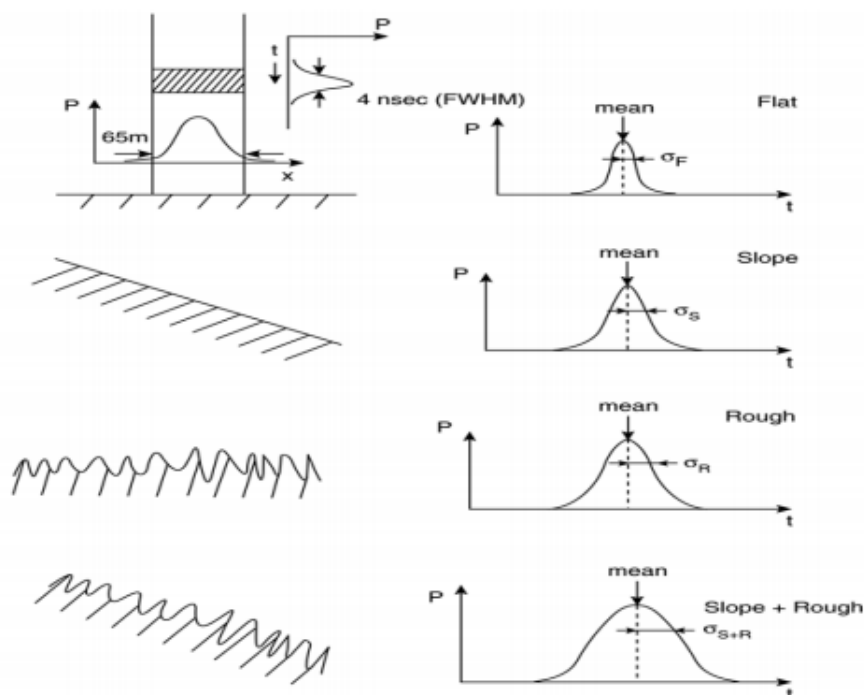 P
t
4 nsec (FWHM)
P
65m
x
mean
Flat
P
σF
t
mean
Slope
P
σS
t
mean
Rough
P
σR
t
mean
P
Slope + Rough
σS+R
t